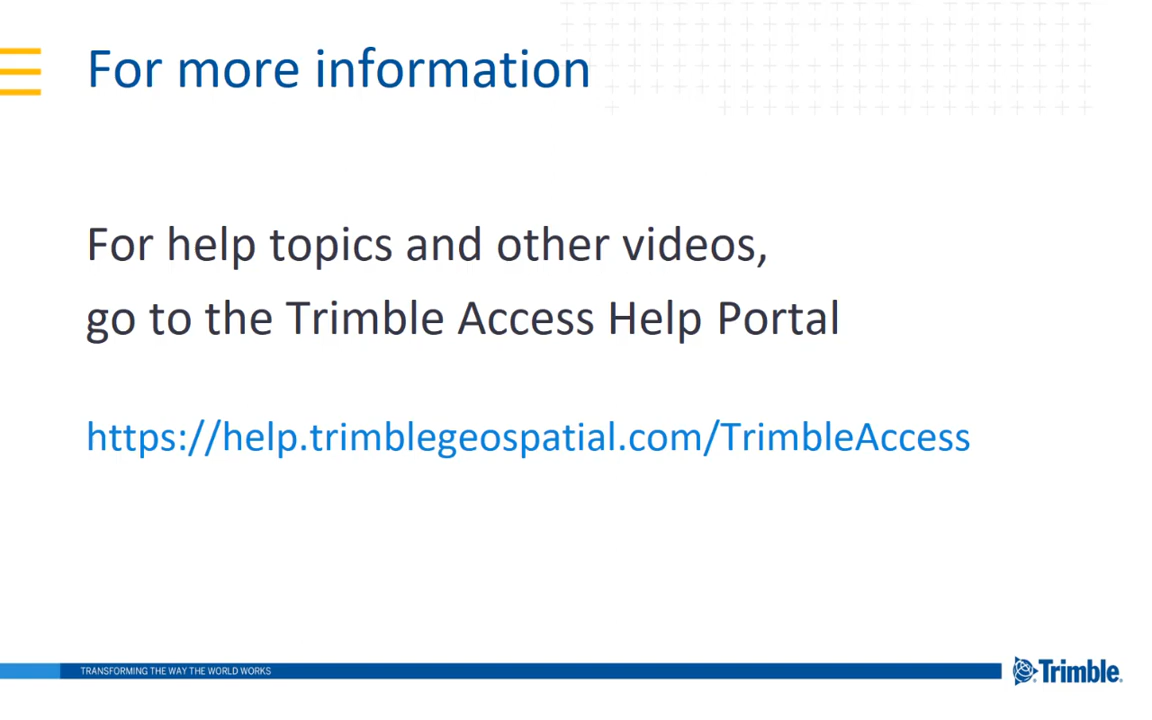 For more information
For help topics and other videos,
go to the Trimble Access Help Portal
https://help.trimblegeospatial.com/TrimbleAccess
TRANSFORMING THE WAY THE WORLD WORKS
Trimble